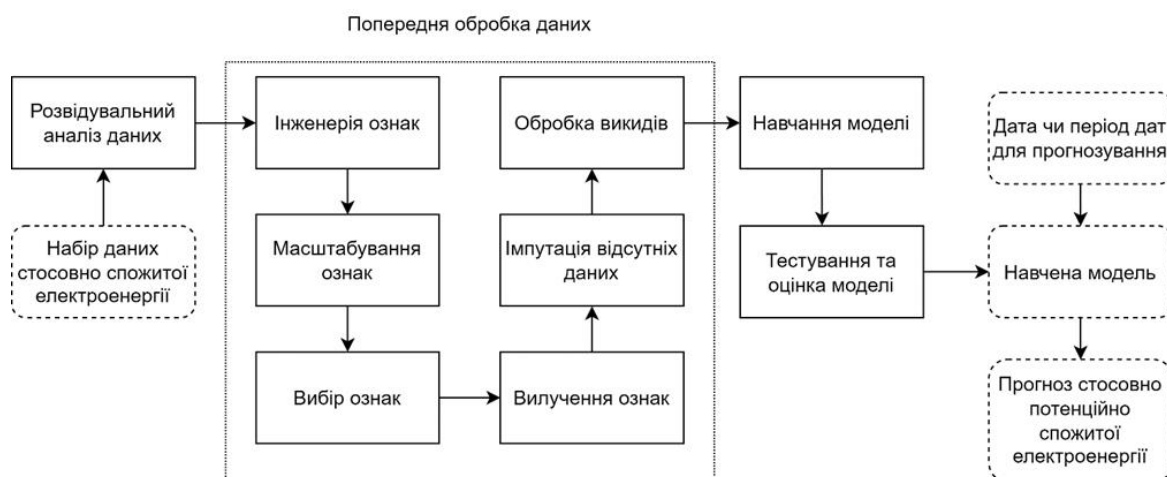 Попередня обробка даних
Розвідувальний
аналіз даних
Набір даних
стосовно спожитої
електроенергії
Інженерія ознак
Масштабування
ознак
Вибір ознак
Вилучення ознак
Імпутація відсутніх
даних
Обробка викидів
Навчання моделі
Тестування та
оцінка моделі
Дата чи період дат
для прогнозування
Навчена модель
Прогноз стосовно
потенційно
спожитої
електроенергії